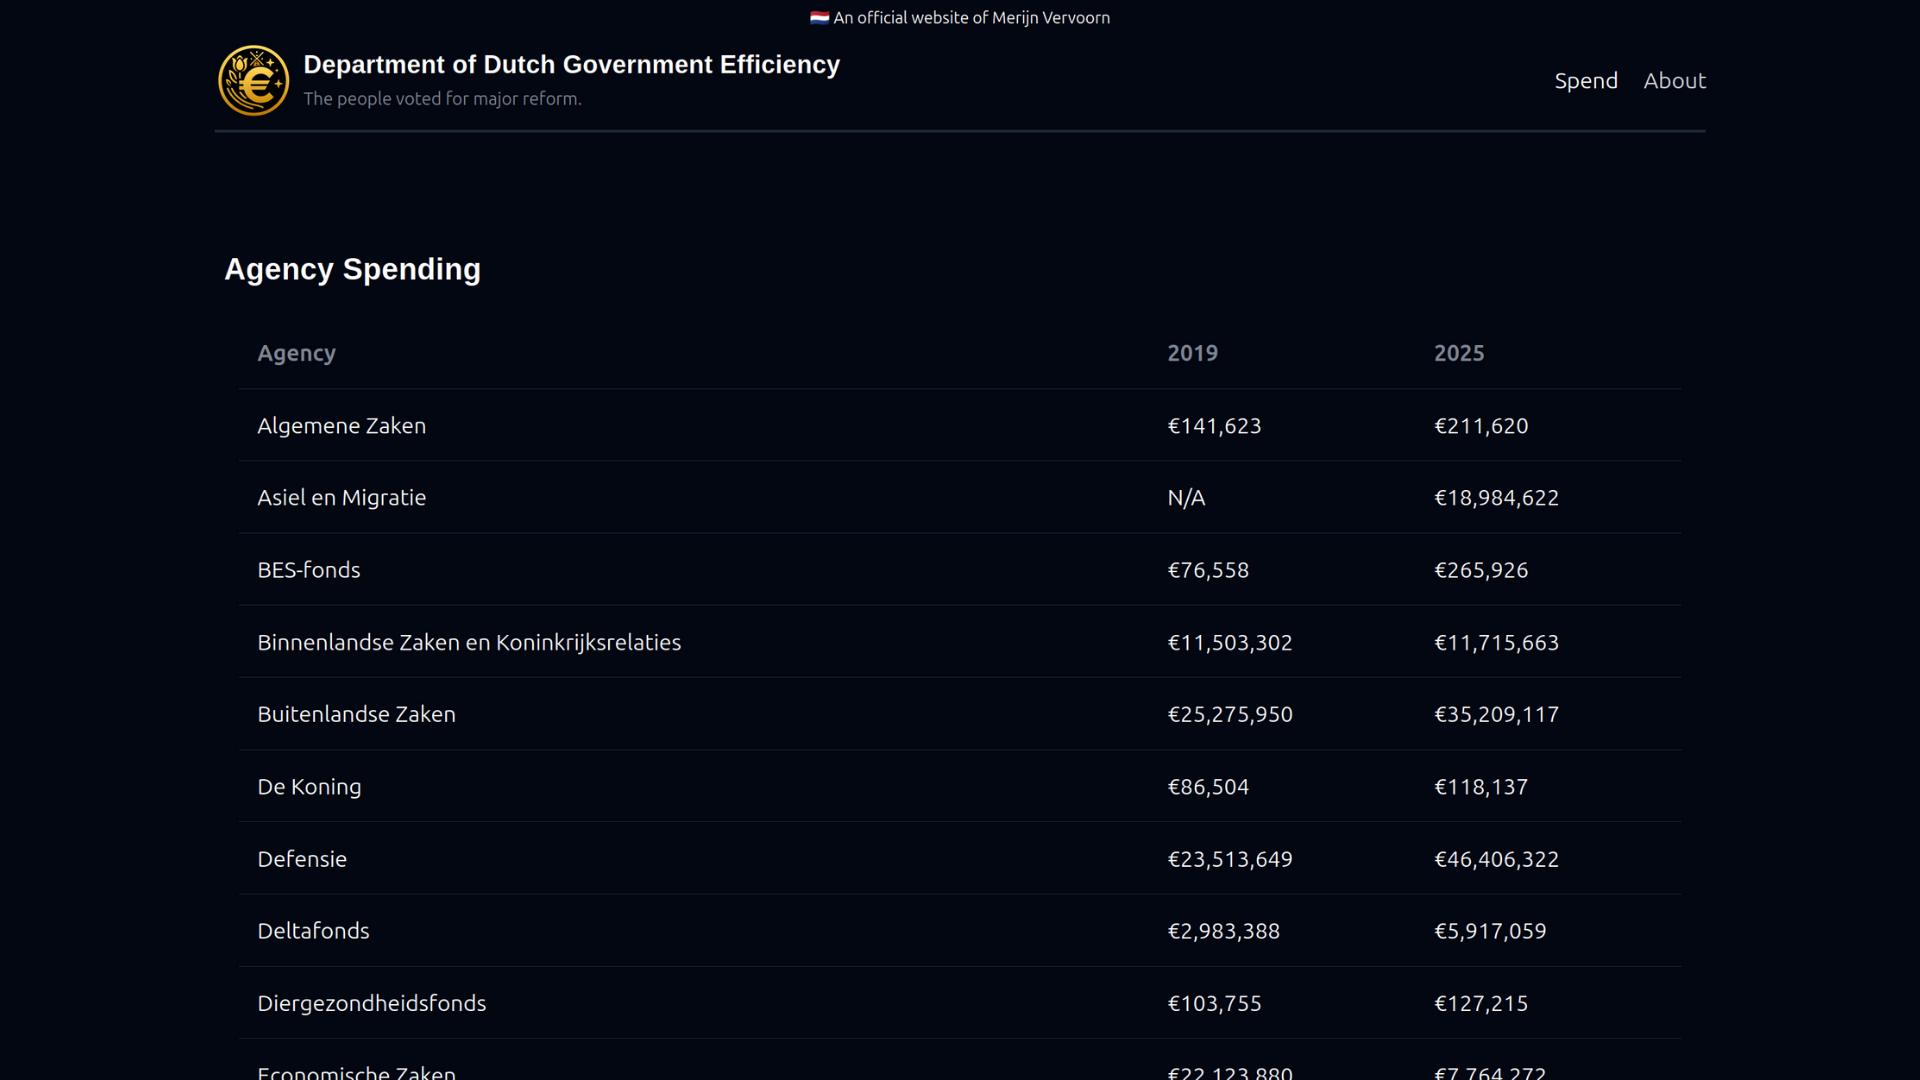 🇳🇱 An official website of Merijn Vervoorn
Department of Dutch Government Efficiency
The people voted for major reform.
Spend About
Agency Spending
Agency 2019 2025
Algemene Zaken €141,623 €211,620
Asiel en Migratie N/A €18,984,622
BES-fonds €76,558 €265,926
Binnenlandse Zaken en Koninkrijksrelaties €11,503,302 €11,715,663
Buitenlandse Zaken €25,275,950 €35,209,117
De Koning €86,504 €118,137
Defensie €23,513,649 €46,406,322
Deltafonds €2,983,388 €5,917,059
Diergezondheidsfonds €103,755 €127,215
Economische Zaken €22,123,880 €7,764,272